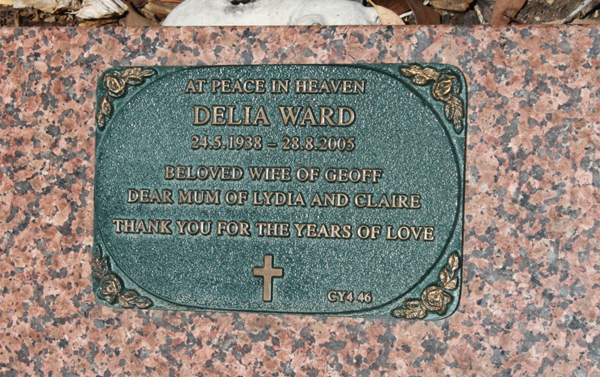 AT PEACE IN HEAVEN
DELIA WARD
24.5.1938 – 28.8.2005
BELOVED WIFE OF GEOFF
DEAR MUM OF LYDIA AND CLAIRE
THANK YOU FOR THE YEARS OF LOVE
CY4 46